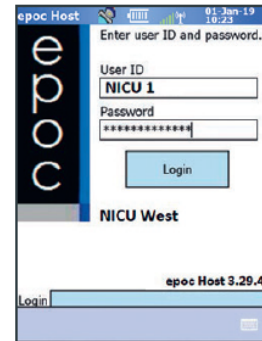 epoc Host 01-Jan-19
10:23
epoc
Enter user ID and password.
User ID
NICU 1
Password
*************
Login
NICU West
epoc Host 3.29.4
Login